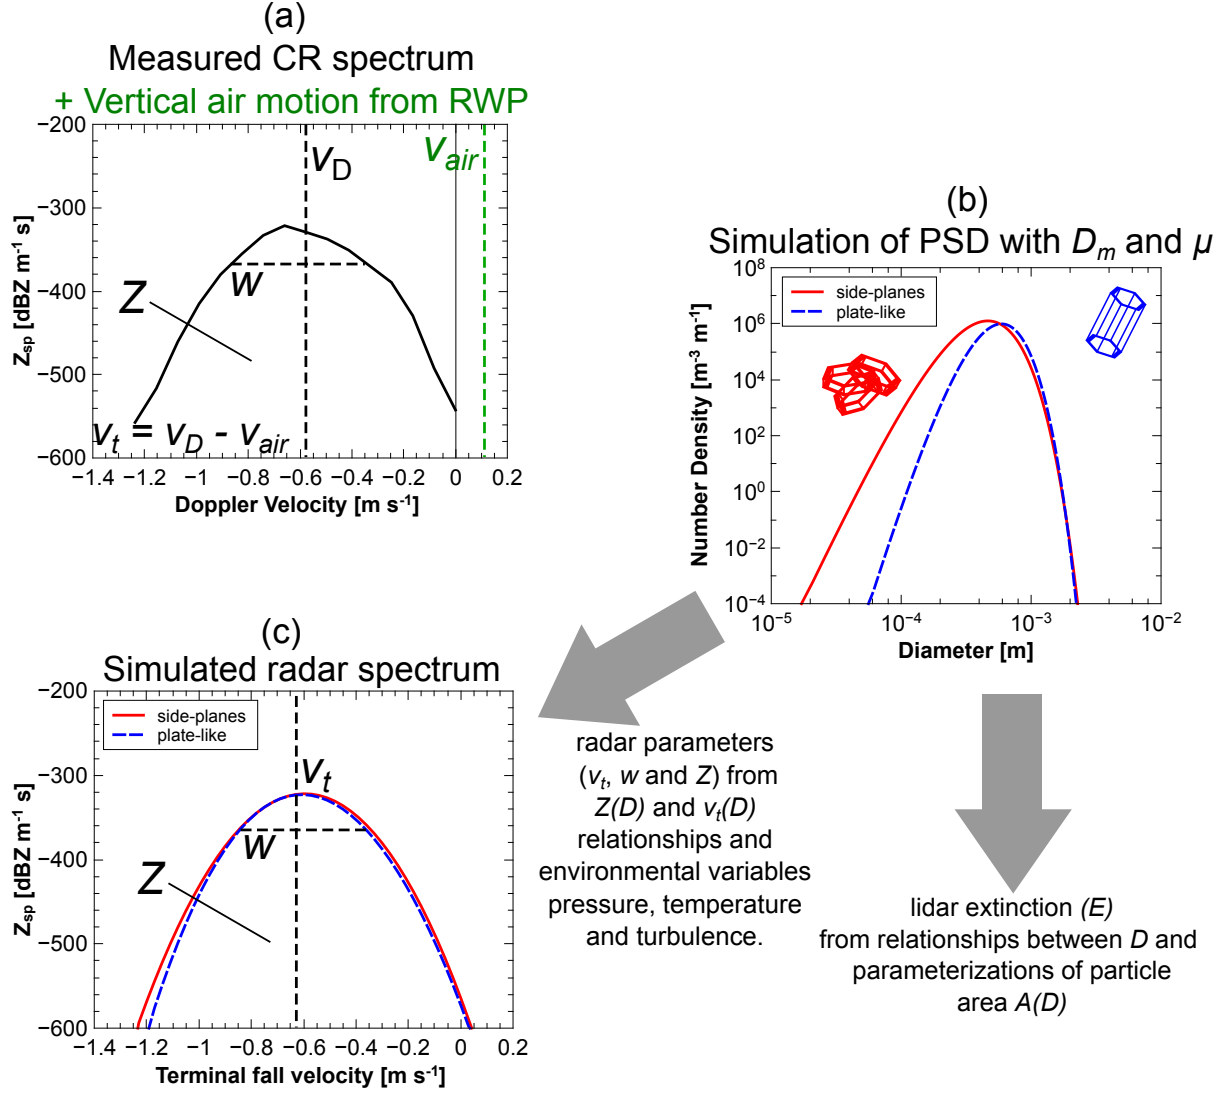 (a)
Measured CR spectrum
+ Vertical air motion from RWP
−200
−300
−400
−500
−600
Z_sp [dBZ m⁻¹ s]
v_D
v_air
w
Z
v_t = v_D - v_air
−1.4 −1.2 −1 −0.8 −0.6 −0.4 −0.2 0 0.2
Doppler Velocity [m s⁻¹]
(b)
Simulation of PSD with D_m and μ
10⁸
10⁶
10⁴
10²
10⁰
10⁻²
10⁻⁴
Number Density [m⁻³ m⁻¹]
side-planes
plate-like
10⁻⁵ 10⁻⁴ 10⁻³ 10⁻²
Diameter [m]
(c)
Simulated radar spectrum
−200
−300
−400
−500
−600
Z_sp [dBZ m⁻¹ s]
side-planes
plate-like
v_t
w
Z
−1.4 −1.2 −1 −0.8 −0.6 −0.4 −0.2 0 0.2
Terminal fall velocity [m s⁻¹]
radar parameters
(v_t, w and Z) from
Z(D) and v_t(D)
relationships and
environmental variables
pressure, temperature
and turbulence.
lidar extinction (E)
from relationships between D and
parameterizations of particle
area A(D)